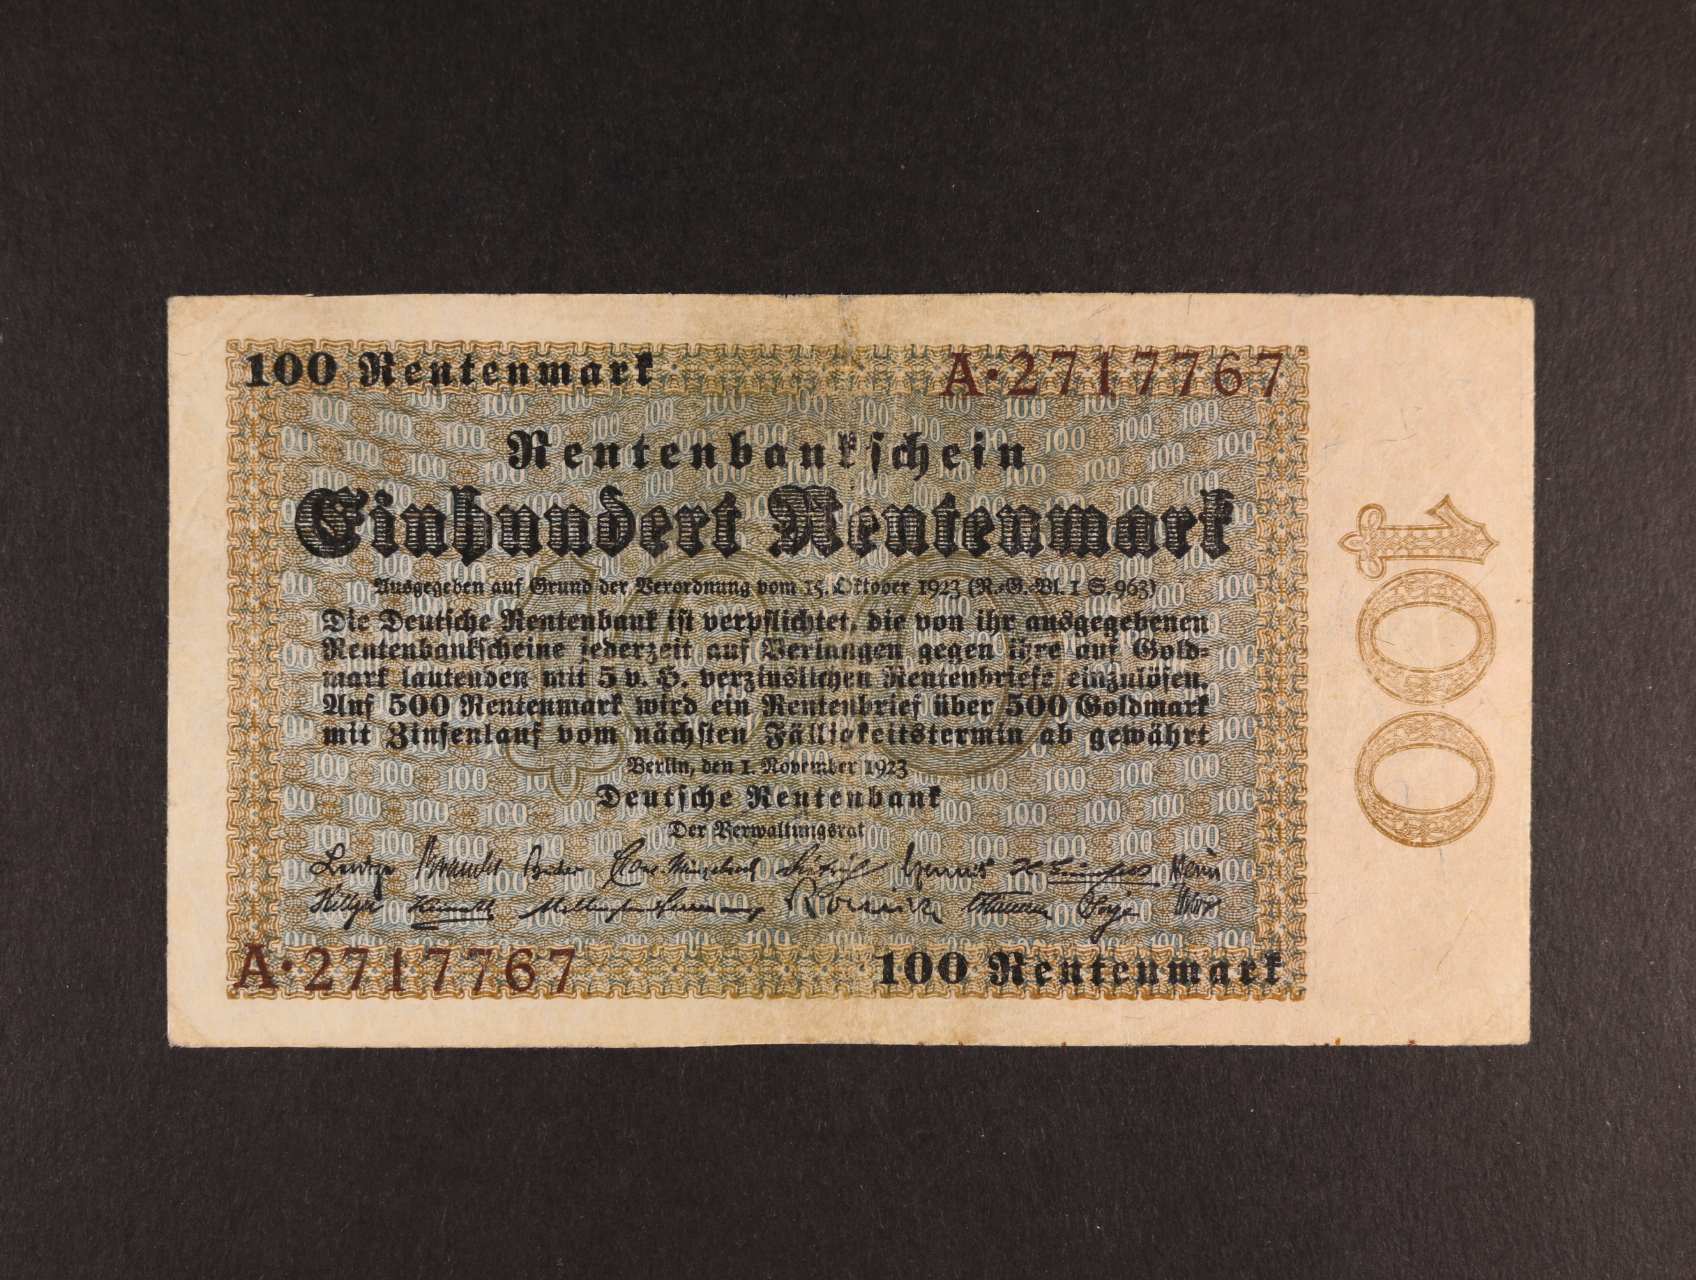 100 Rentenmark
A·2717767
Rentenbankschein
Einhundert Rentenmark
Ausgegeben auf Grund der Verordnung vom 15. Oktober 1923 (R.-G.-Bl. I S. 963)
Die Deutsche Rentenbank ist verpflichtet, die von ihr ausgegebenen
Rentenbankscheine jederzeit auf Verlangen gegen ihre auf Gold-
mark lautenden mit 5 v. H. verzinslichen Rentenbriefe einzulösen.
Auf 500 Rentenmark wird ein Rentenbrief über 500 Goldmark
mit Zinsenlauf vom nächsten Fälligkeitstermin ab gewährt
Berlin, den 1. November 1923
Deutsche Rentenbank
Der Verwaltungsrat
A·2717767
100 Rentenmark
100